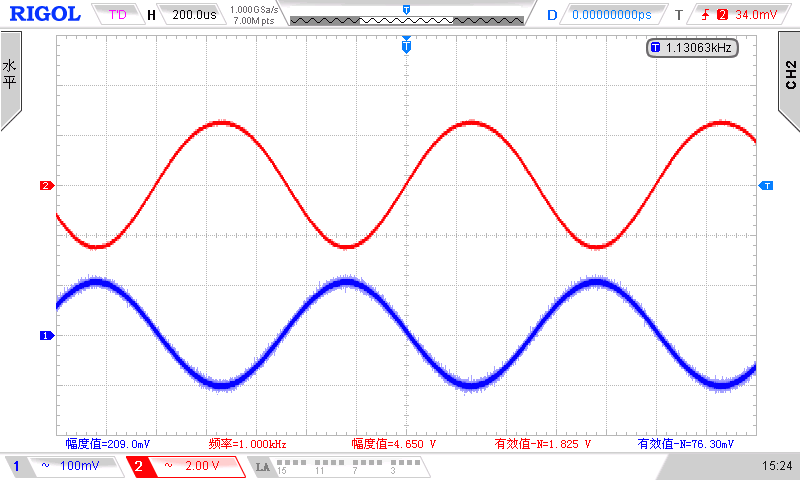 RIGOL T'D H 200.0us 1.000GSa/s 7.00M pts T D 0.00000000ps T 2 34.0mV
T 1.13063kHz
水平
CH2
T
2
T
1
幅度值=209.0mV 频率=1.000kHz 幅度值=4.650 V 有效值-N=1.825 V 有效值-N=76.30mV
1 ~ 100mV 2 ~ 2.00 V LA 15 11 7 3 15:24